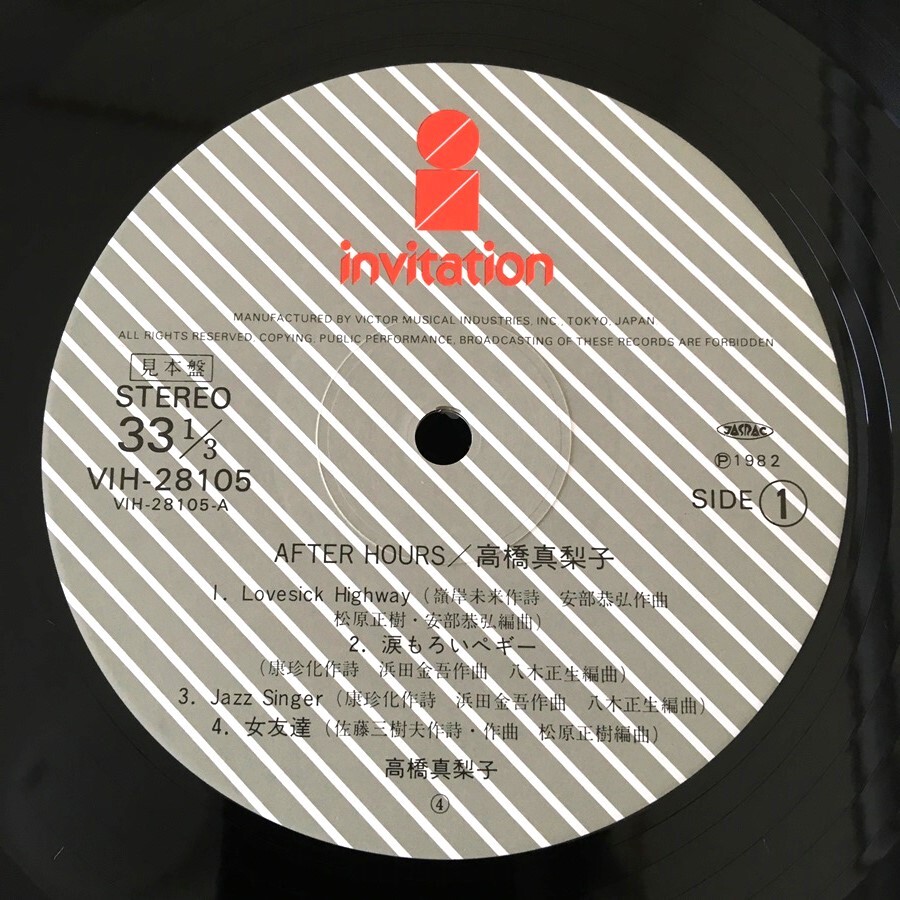 invitation
MANUFACTURED BY VICTOR MUSICAL INDUSTRIES, INC., TOKYO, JAPAN
ALL RIGHTS RESERVED, COPYING, PUBLIC PERFORMANCE, BROADCASTING OF THESE RECORDS ARE FORBIDDEN
見本盤
STEREO
33 1/3
VIH-28105
VIH-28105-A
JASRAC
Ⓟ1982
SIDE 1
AFTER HOURS／高橋真梨子
1. Lovesick Highway（嶺岸未来作詩 安部恭弘作曲
松原正樹・安部恭弘編曲）
2. 涙もろいペギー
（康珍化作詩 浜田金吾作曲 八木正生編曲）
3. Jazz Singer（康珍化作詩 浜田金吾作曲 八木正生編曲）
4. 女友達（佐藤三樹夫作詩・作曲 松原正樹編曲）
高橋真梨子
④